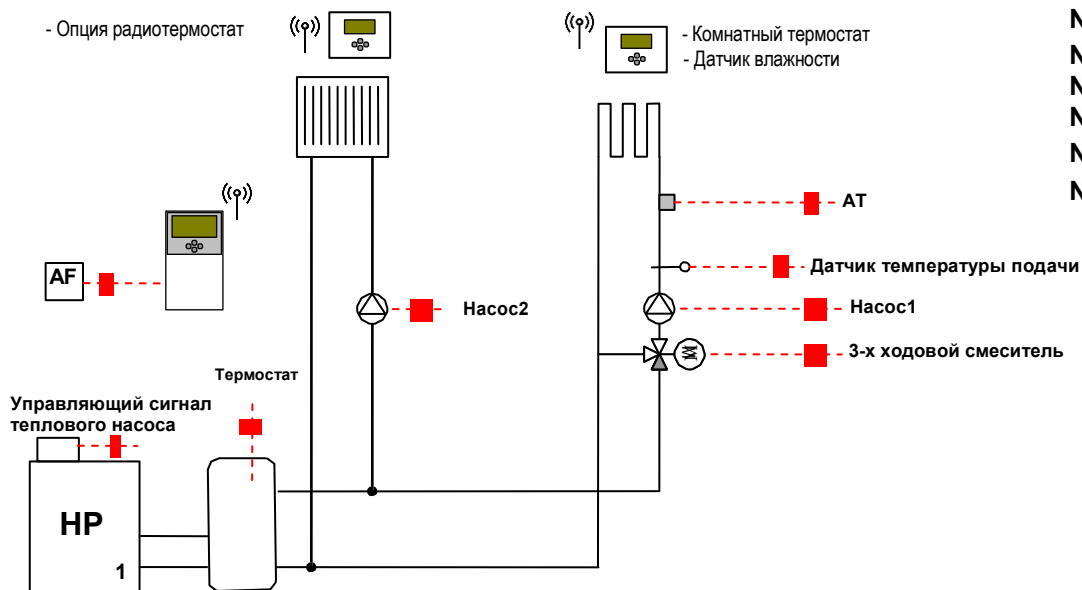 - Опция радиотермостат
- Комнатный термостат
- Датчик влажности
N
N
N
N
N
N
AT
AF
Датчик температуры подачи
Насос2
Насос1
3-х ходовой смеситель
Термостат
Управляющий сигнал
теплового насоса
HP
1